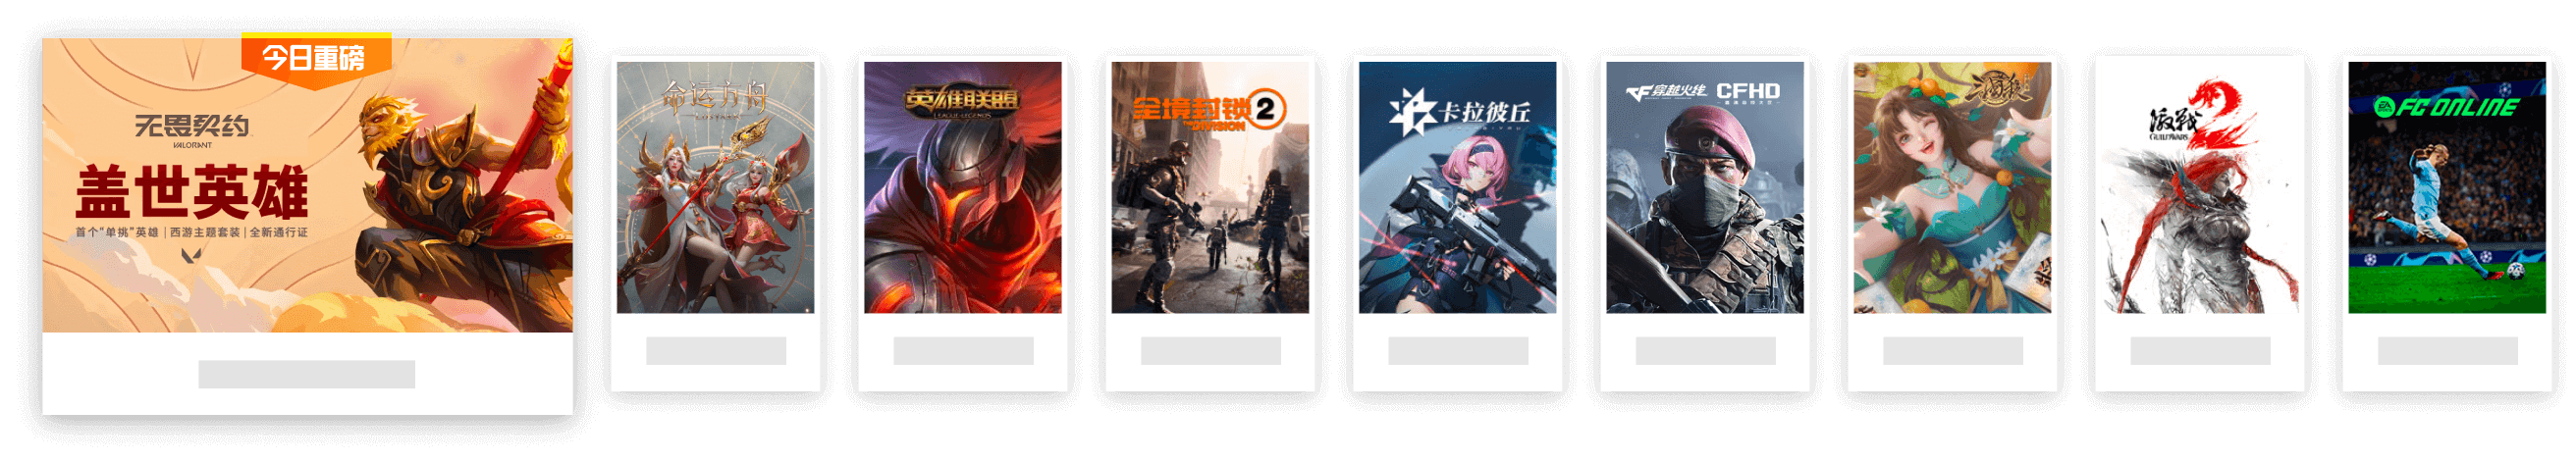 今日重磅
无畏契约
VALORANT
盖世英雄
首个“单挑”英雄 | 西游主题套装 | 全新通行证
命运方舟
英雄联盟
LEAGUE OF LEGENDS
全境封锁2
THE DIVISION
卡拉彼丘
穿越火线 CFHD
激战2
GUILD WARS
EA FC ONLINE